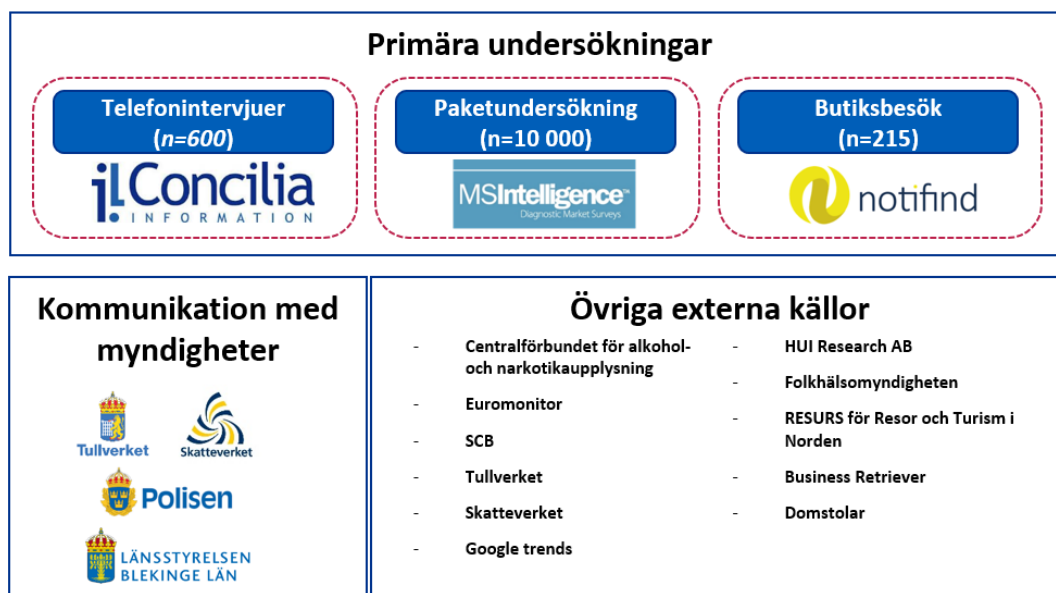 Primära undersökningar
Telefonintervjuer
(n=600)
iLConcilia
INFORMATION
Paketundersökning
(n=10 000)
MSIntelligence™
Diagnostic Market Surveys
Butiksbesök
(n=215)
notifind
Kommunikation med
myndigheter
Tullverket
Skatteverket
Polisen
LÄNSSTYRELSEN
BLEKINGE LÄN
Övriga externa källor
- Centralförbundet för alkohol-
och narkotikaupplysning
- Euromonitor
- SCB
- Tullverket
- Skatteverket
- Google trends
- HUI Research AB
- Folkhälsomyndigheten
- RESURS för Resor och Turism i
Norden
- Business Retriever
- Domstolar